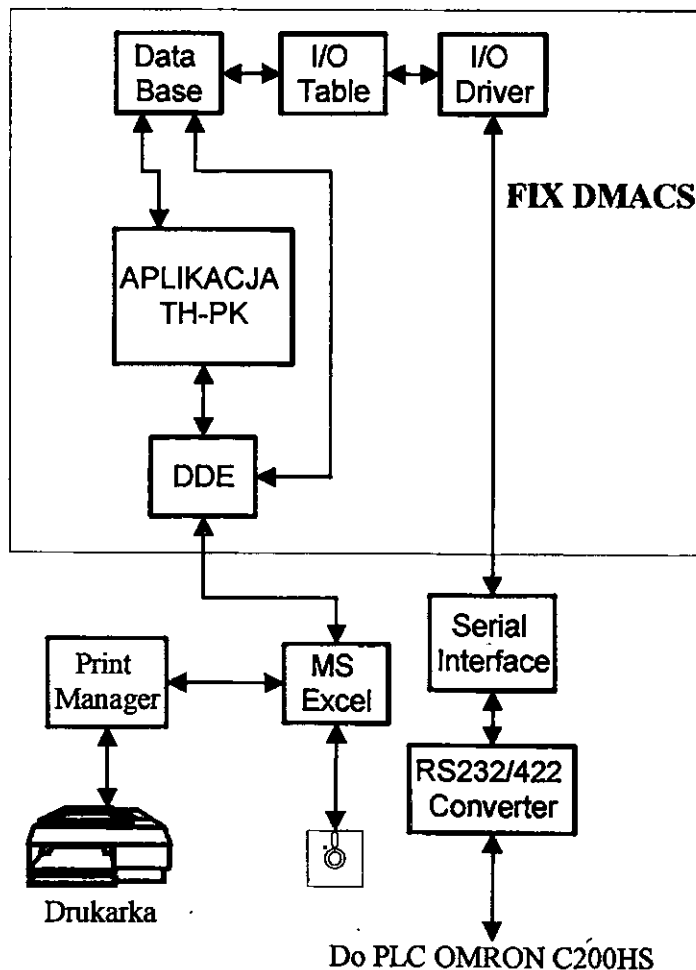 Data
Base
I/O
Table
I/O
Driver
FIX DMACS
APLIKACJA
TH-PK
DDE
Serial
Interface
Print
Manager
MS
Excel
RS232/422
Converter
Drukarka
Do PLC OMRON C200HS